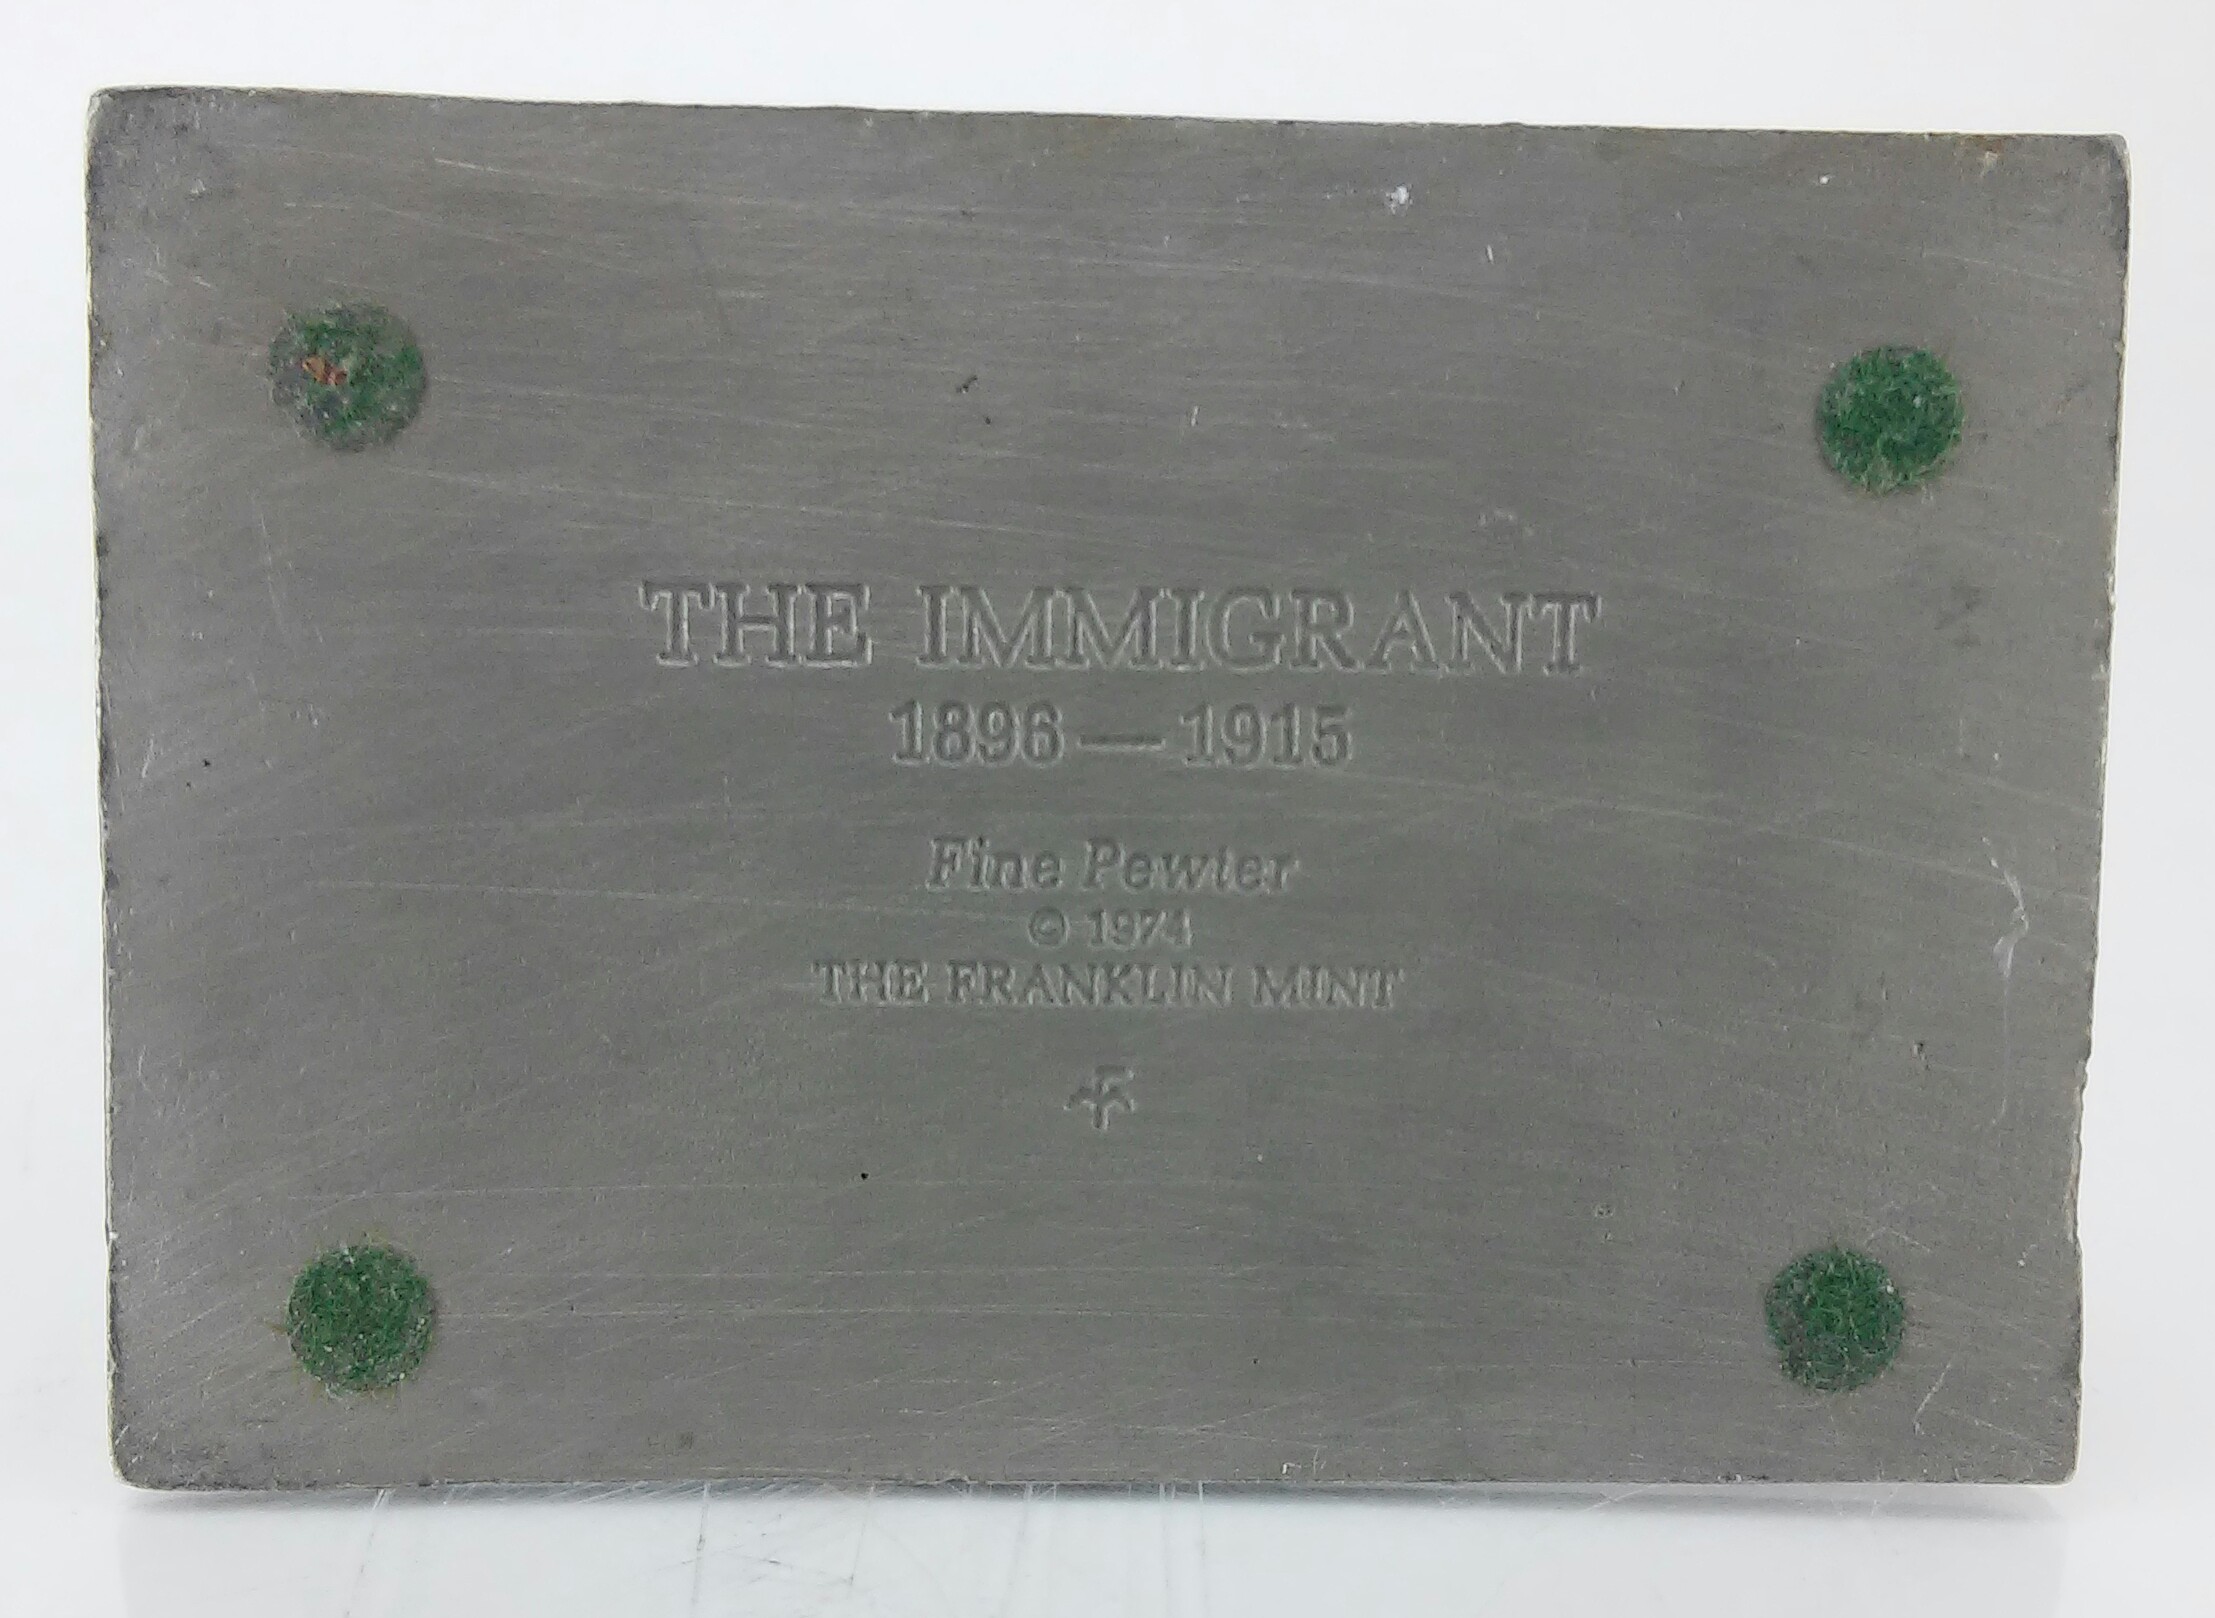 THE IMMIGRANT
1896 — 1915
Fine Pewter
© 1974
THE FRANKLIN MINT